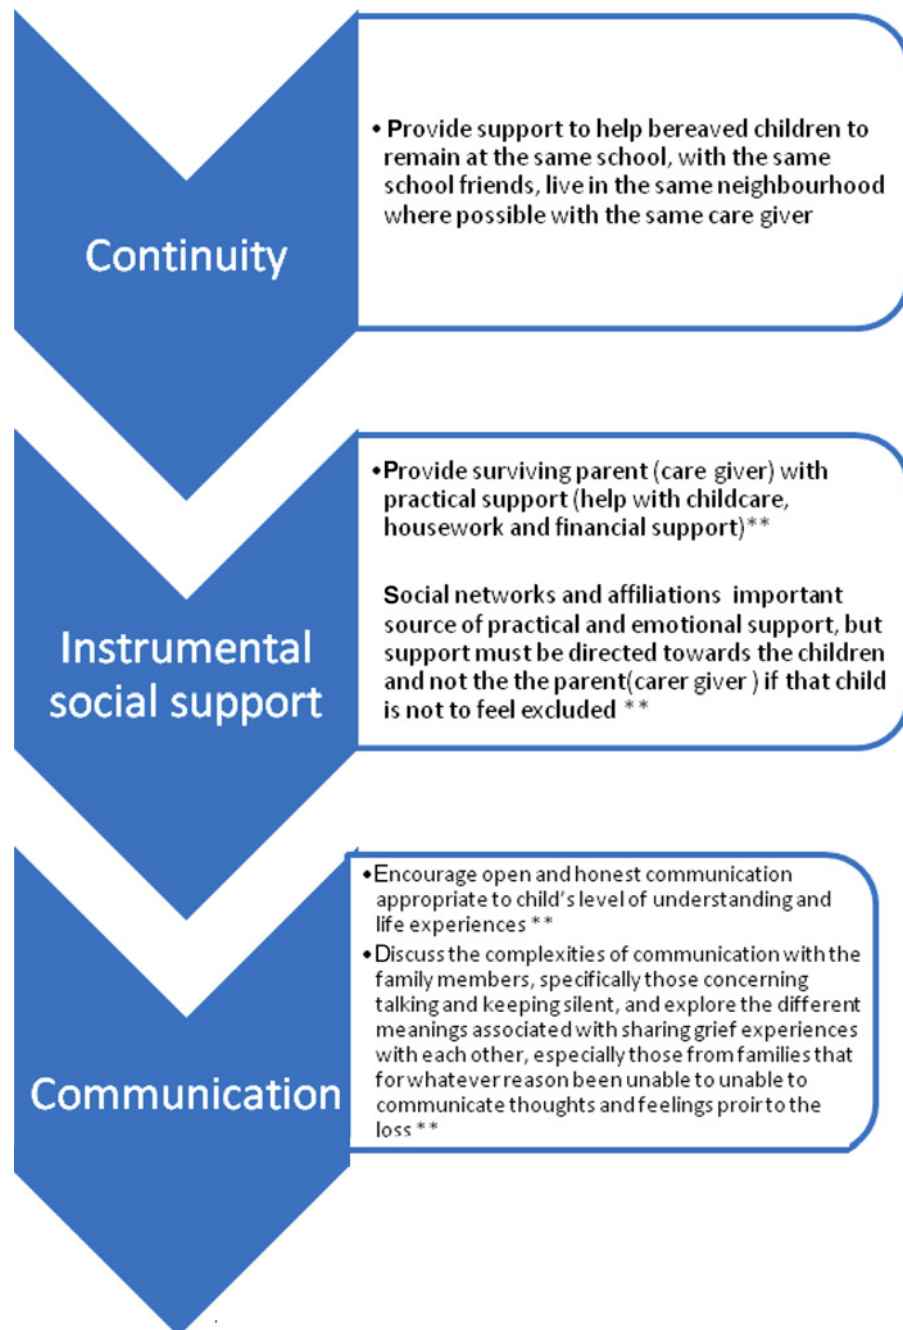 Continuity
• Provide support to help bereaved children to
remain at the same school, with the same
school friends, live in the same neighbourhood
where possible with the same care giver
Instrumental
social support
•Provide surviving parent (care giver) with
practical support (help with childcare,
housework and financial support)**
Social networks and affiliations important
source of practical and emotional support, but
support must be directed towards the children
and not the the parent(carer giver ) if that child
is not to feel excluded **
Communication
•Encourage open and honest communication
appropriate to child's level of understanding and
life experiences **
•Discuss the complexities of communication with the
family members, specifically those concerning
talking and keeping silent, and explore the different
meanings associated with sharing grief experiences
with each other, especially those from families that
for whatever reason been unable to unable to
communicate thoughts and feelings proir to the
loss **